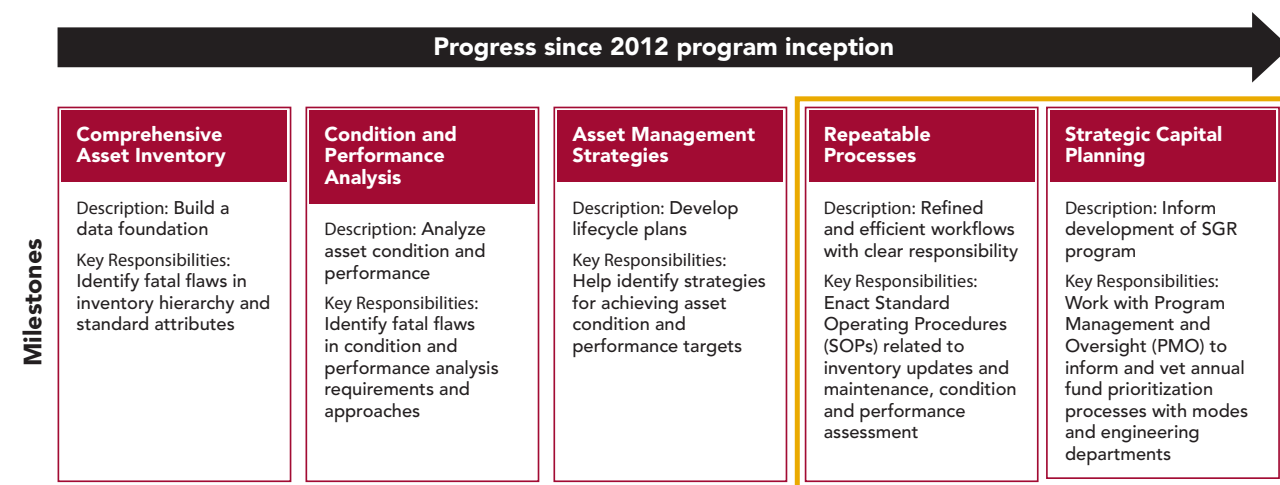 Progress since 2012 program inception
Milestones
Comprehensive
Asset Inventory
Description: Build a
data foundation
Key Responsibilities:
Identify fatal flaws in
inventory hierarchy and
standard attributes
Condition and
Performance
Analysis
Description: Analyze
asset condition and
performance
Key Responsibilities:
Identify fatal flaws
in condition and
performance analysis
requirements and
approaches
Asset Management
Strategies
Description: Develop
lifecycle plans
Key Responsibilities:
Help identify strategies
for achieving asset
condition and
performance targets
Repeatable
Processes
Description: Refined
and efficient workflows
with clear responsibility
Key Responsibilities:
Enact Standard
Operating Procedures
(SOPs) related to
inventory updates and
maintenance, condition
and performance
assessment
Strategic Capital
Planning
Description: Inform
development of SGR
program
Key Responsibilities:
Work with Program
Management and
Oversight (PMO) to
inform and vet annual
fund prioritization
processes with modes
and engineering
departments